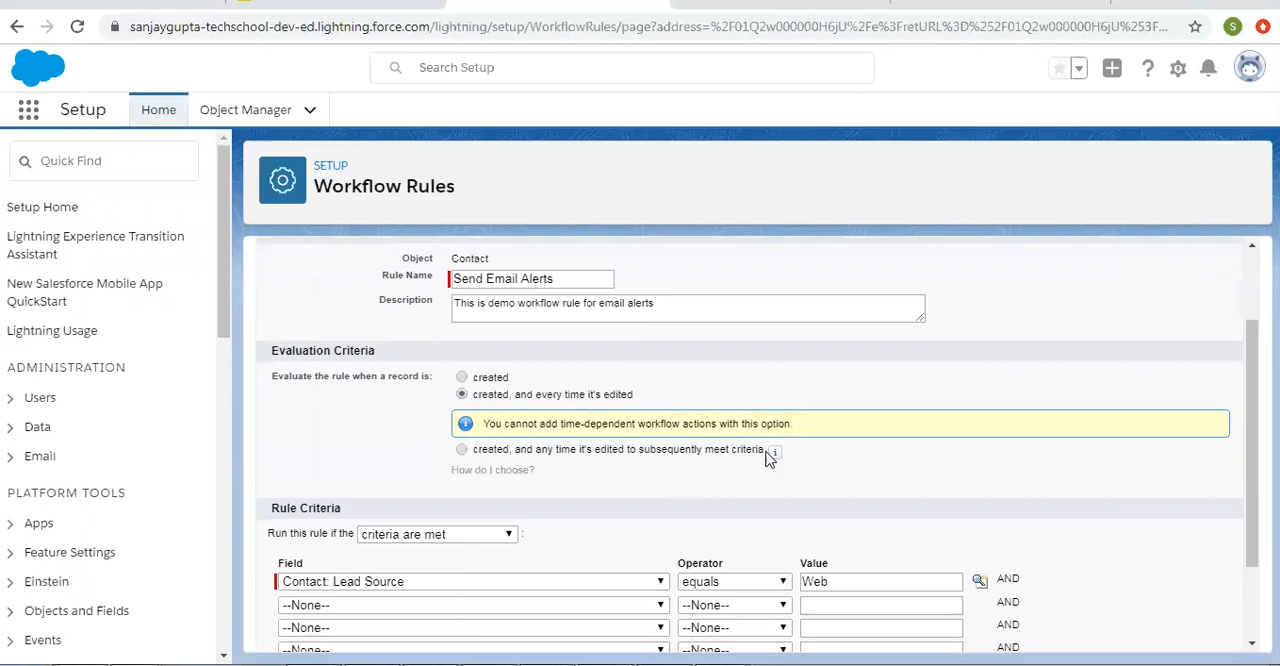 sanjaygupta-techschool-dev-ed.lightning.force.com/lightning/setup/WorkflowRules/page?address=%2F01Q2w000000H6jU%2Fe%3FretURL%3D%252F01Q2w000000H6jU%253F...
S
Search Setup
Setup
Home
Object Manager
Quick Find
Setup Home
Lightning Experience Transition
Assistant
New Salesforce Mobile App
QuickStart
Lightning Usage
ADMINISTRATION
Users
Data
Email
PLATFORM TOOLS
Apps
Feature Settings
Einstein
Objects and Fields
Events
SETUP
Workflow Rules
Object Contact
Rule Name Send Email Alerts
Description This is demo workflow rule for email alerts
Evaluation Criteria
Evaluate the rule when a record is: created
created, and every time it's edited
You cannot add time-dependent workflow actions with this option.
created, and any time it's edited to subsequently meet criteria
How do I choose?
Rule Criteria
Run this rule if the criteria are met :
Field Operator Value
Contact: Lead Source equals Web AND
--None-- --None-- AND
--None-- --None-- AND
--None-- --None-- AND